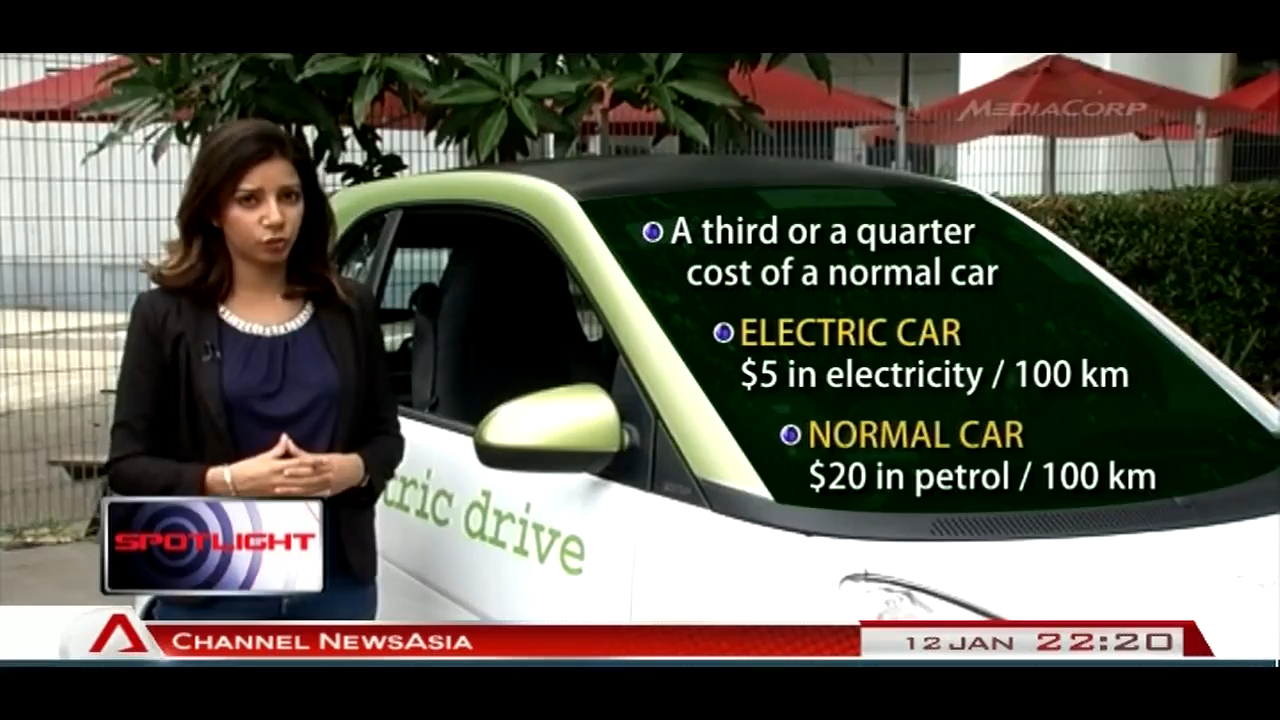 MEDIACORP
A third or a quarter
cost of a normal car
ELECTRIC CAR
$5 in electricity / 100 km
NORMAL CAR
$20 in petrol / 100 km
tric drive
SPOTLIGHT
CHANNEL NEWSASIA
12 JAN 22:20